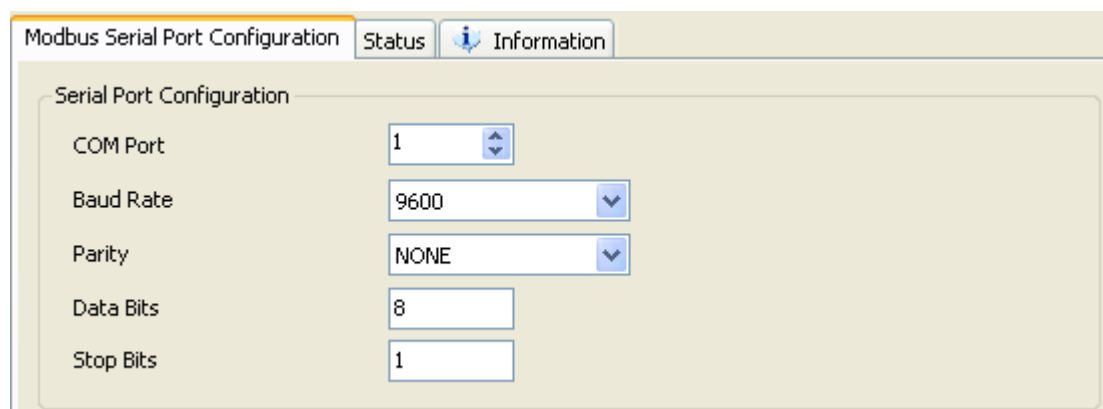 Modbus Serial Port Configuration Status Information
Serial Port Configuration
COM Port 1
Baud Rate 9600
Parity NONE
Data Bits 8
Stop Bits 1